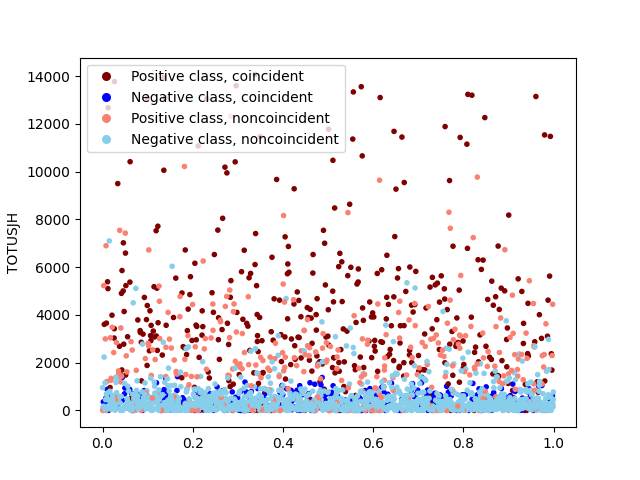 Positive class, coincident
Negative class, coincident
Positive class, noncoincident
Negative class, noncoincident
14000
12000
10000
8000
6000
4000
2000
0
TOTUSJH
0.0 0.2 0.4 0.6 0.8 1.0